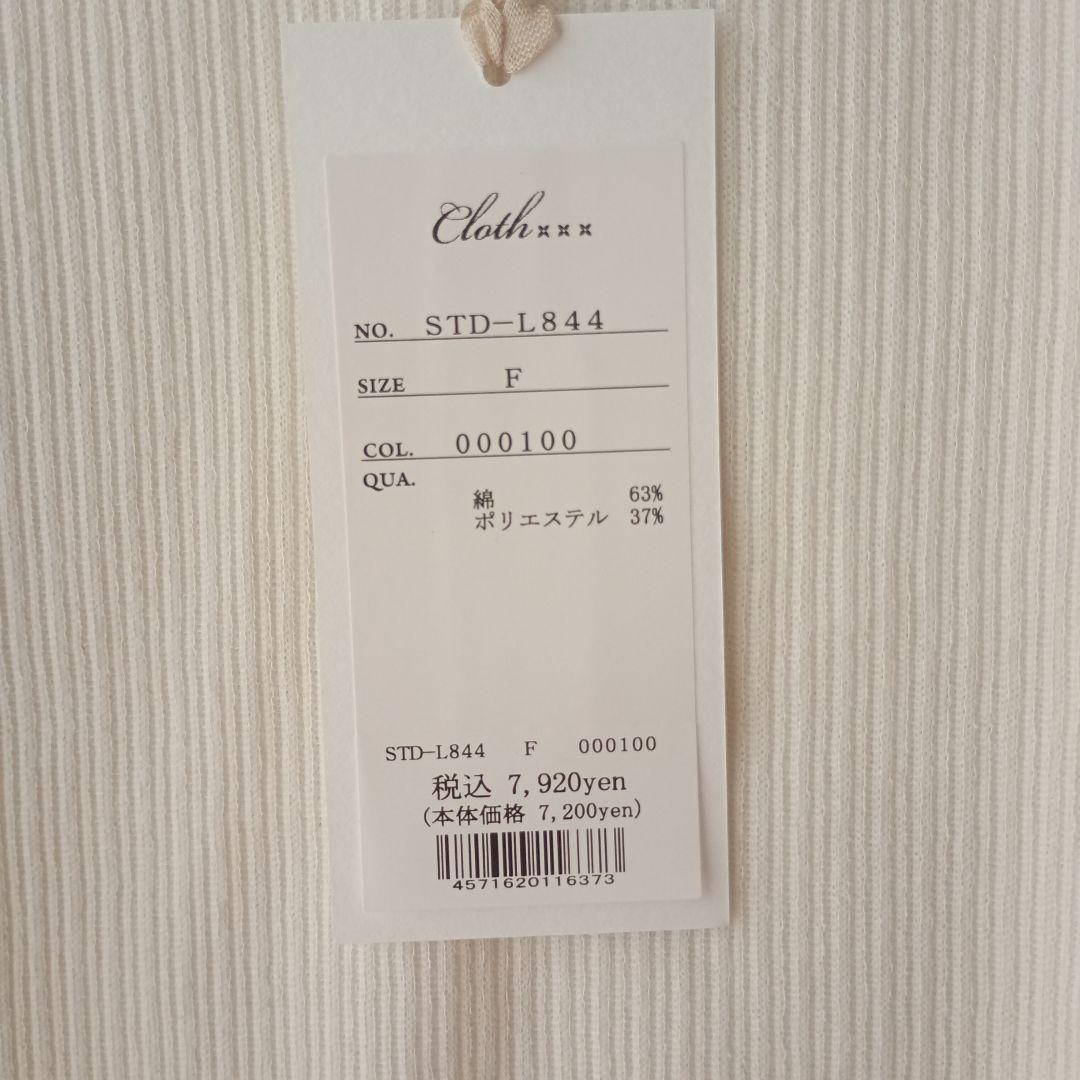 Cloth×××
NO. STD-L844
SIZE F
COL. 000100
QUA.
綿 63%
ポリエステル 37%
STD-L844 F 000100
税込 7,920yen
(本体価格 7,200yen)
4571620116373